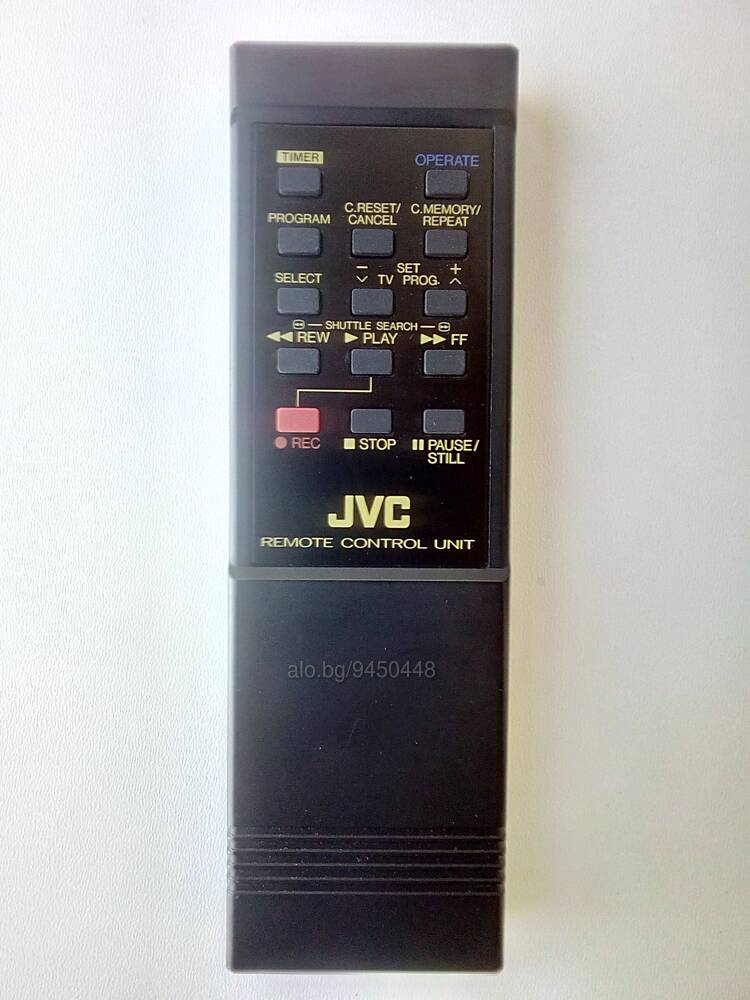 TIMER
OPERATE
PROGRAM
C.RESET/
CANCEL
C.MEMORY/
REPEAT
SELECT
− SET +
TV PROG.
SHUTTLE SEARCH
◀◀ REW ▶ PLAY ▶▶ FF
● REC ■ STOP ▮▮ PAUSE/
STILL
JVC
REMOTE CONTROL UNIT
alo.bg/9450448